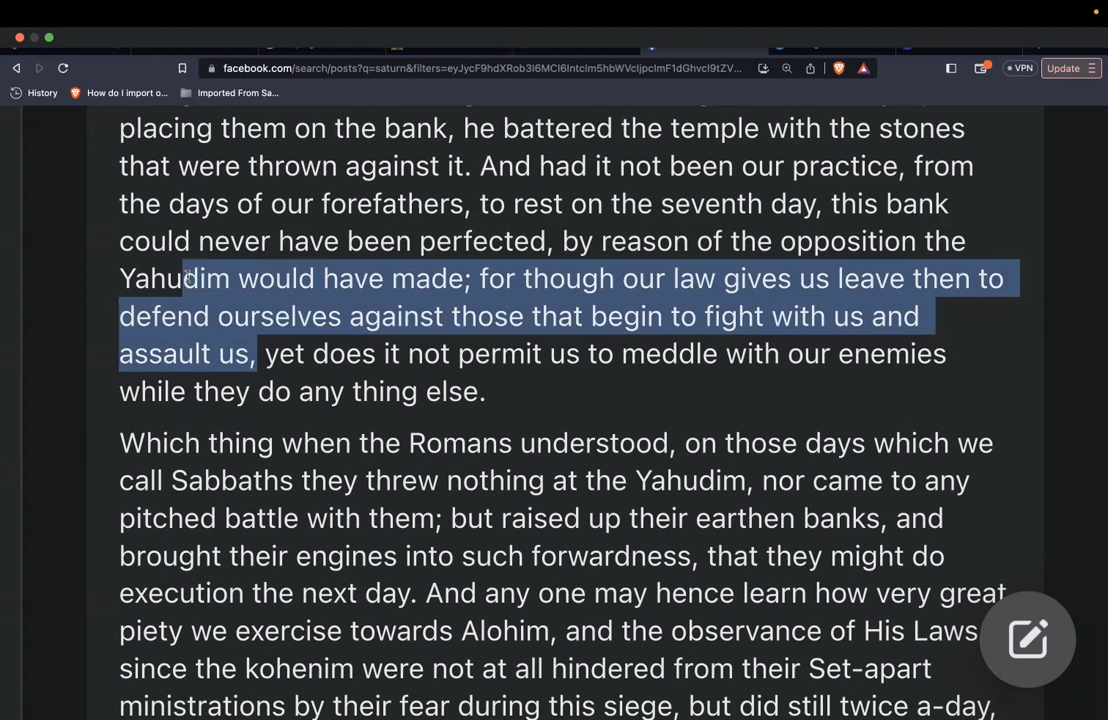 facebook.com/search/posts?q=saturn&filters=eyJycF9hdXRob3I6MCI6Intclm5hbWVcIjpcImF1dGhvcl9tZV...
VPN
Update
History
How do I import o...
Imported From Sa...
placing them on the bank, he battered the temple with the stones
that were thrown against it. And had it not been our practice, from
the days of our forefathers, to rest on the seventh day, this bank
could never have been perfected, by reason of the opposition the
Yahudim would have made; for though our law gives us leave then to
defend ourselves against those that begin to fight with us and
assault us, yet does it not permit us to meddle with our enemies
while they do any thing else.
Which thing when the Romans understood, on those days which we
call Sabbaths they threw nothing at the Yahudim, nor came to any
pitched battle with them; but raised up their earthen banks, and
brought their engines into such forwardness, that they might do
execution the next day. And any one may hence learn how very great
piety we exercise towards Alohim, and the observance of His Laws
since the kohenim were not at all hindered from their Set-apart
ministrations by their fear during this siege, but did still twice a-day,